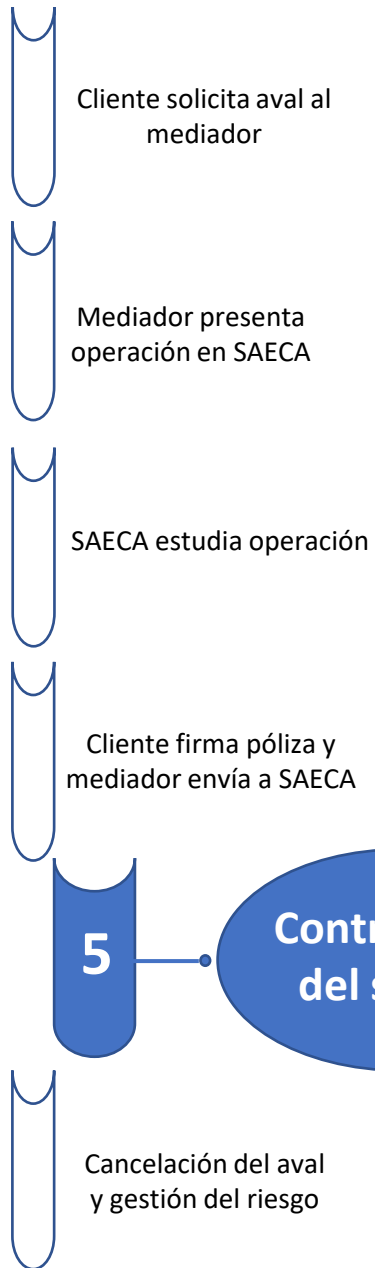 Cliente solicita aval al
mediador
Mediador presenta
operación en SAECA
SAECA estudia operación
Cliente firma póliza y
mediador envía a SAECA
5
del
Cancelación del aval
y gestión del riesgo